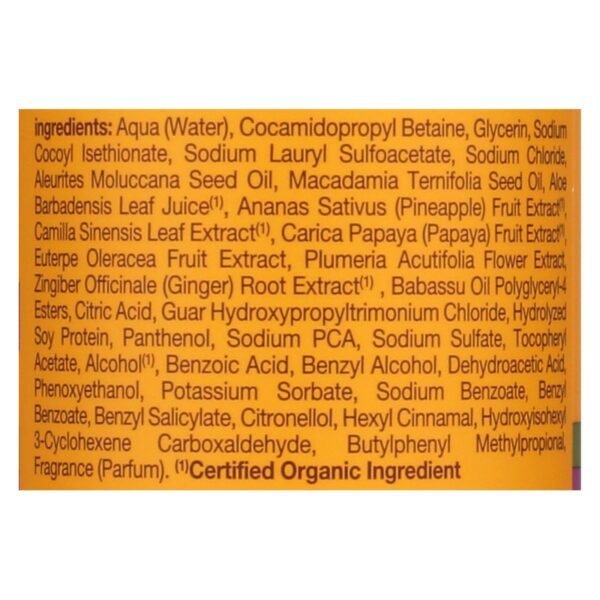 ingredients: Aqua (Water), Cocamidopropyl Betaine, Glycerin, Sodium
Cocoyl Isethionate, Sodium Lauryl Sulfoacetate, Sodium Chloride,
Aleurites Moluccana Seed Oil, Macadamia Ternifolia Seed Oil, Aloe
Barbadensis Leaf Juice⁽¹⁾, Ananas Sativus (Pineapple) Fruit Extract⁽¹⁾,
Camilla Sinensis Leaf Extract⁽¹⁾, Carica Papaya (Papaya) Fruit Extract⁽¹⁾,
Euterpe Oleracea Fruit Extract, Plumeria Acutifolia Flower Extract,
Zingiber Officinale (Ginger) Root Extract⁽¹⁾ , Babassu Oil Polyglyceryl-4
Esters, Citric Acid, Guar Hydroxypropyltrimonium Chloride, Hydrolyzed
Soy Protein, Panthenol, Sodium PCA, Sodium Sulfate, Tocopheryl
Acetate, Alcohol⁽¹⁾, Benzoic Acid, Benzyl Alcohol, Dehydroacetic Acid,
Phenoxyethanol, Potassium Sorbate, Sodium Benzoate, Benzyl
Benzoate, Benzyl Salicylate, Citronellol, Hexyl Cinnamal, Hydroxyisohexyl
3-Cyclohexene Carboxaldehyde, Butylphenyl Methylpropional,
Fragrance (Parfum). ⁽¹⁾Certified Organic Ingredient